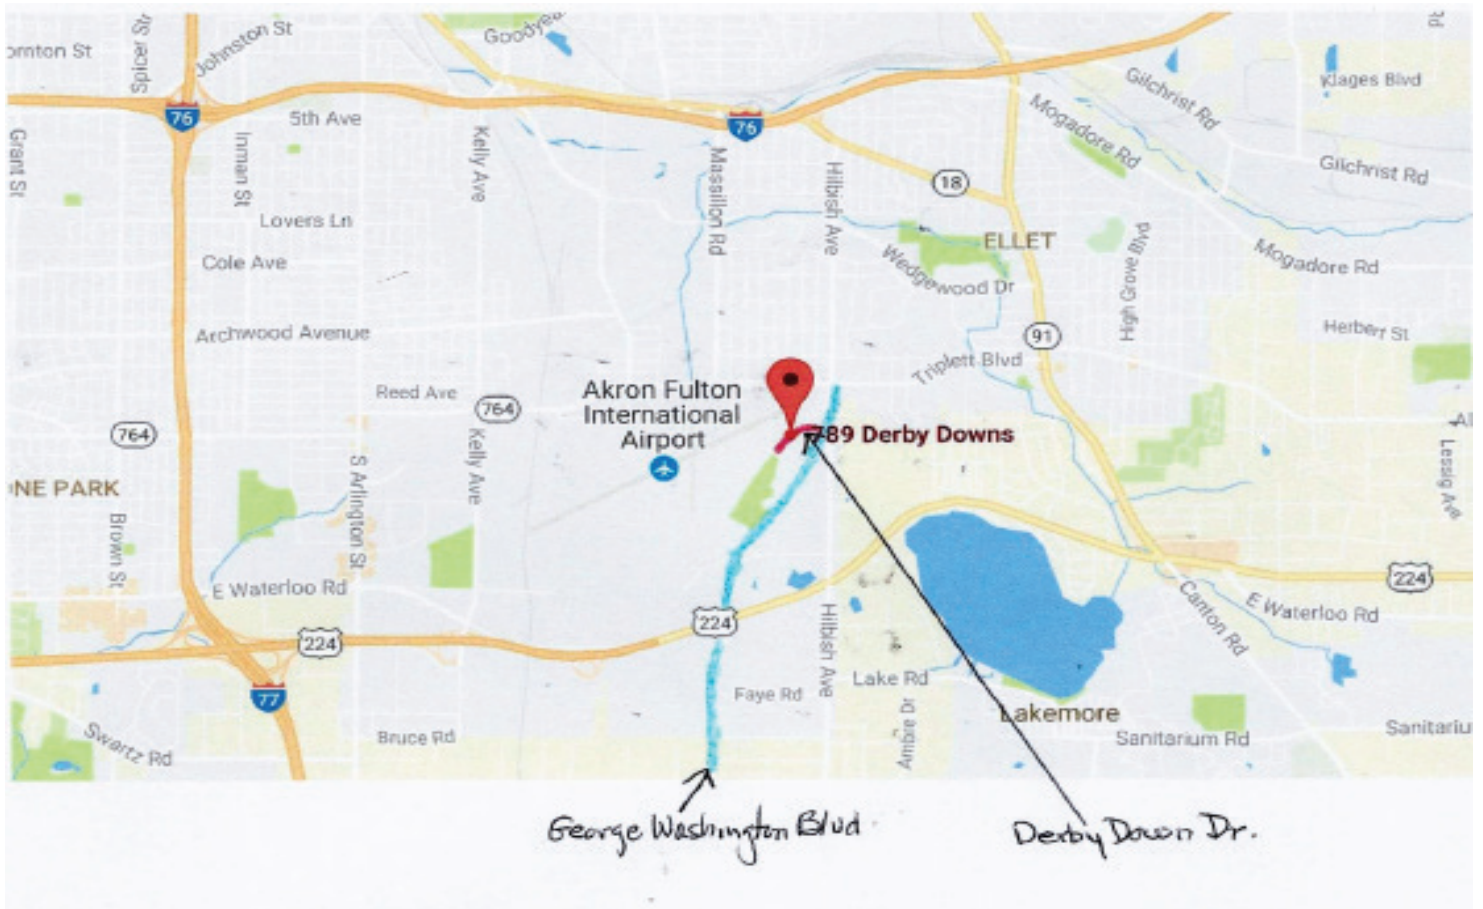 Goodyea
Johnston St
Spicer St
ornton St
76
5th Ave
76
Gilchrist Rd
Klages Blvd
Mogadore Rd
Gilchrist Rd
Grant St
Inman St
Kelly Ave
Massillon Rd
Hilbish Ave
18
Lovers Ln
ELLET
High Grove Blvd
Mogadore Rd
Cole Ave
Wedgewood Dr
Archwood Avenue
91
Herberr St
Triplett Blvd
Reed Ave
764
Akron Fulton
International
Airport
789 Derby Downs
764
Kelly Ave
Lessig Ave
NE PARK
Brown St
S Arlington St
E Waterloo Rd
224
224
224
Canton Rd
E Waterloo Rd
Hilbish Ave
77
Faye Rd
Lake Rd
Lakemore
Swartz Rd
Bruce Rd
Sanitarium Rd
Sanitariu
George Washington Blvd
Derby Down Dr.